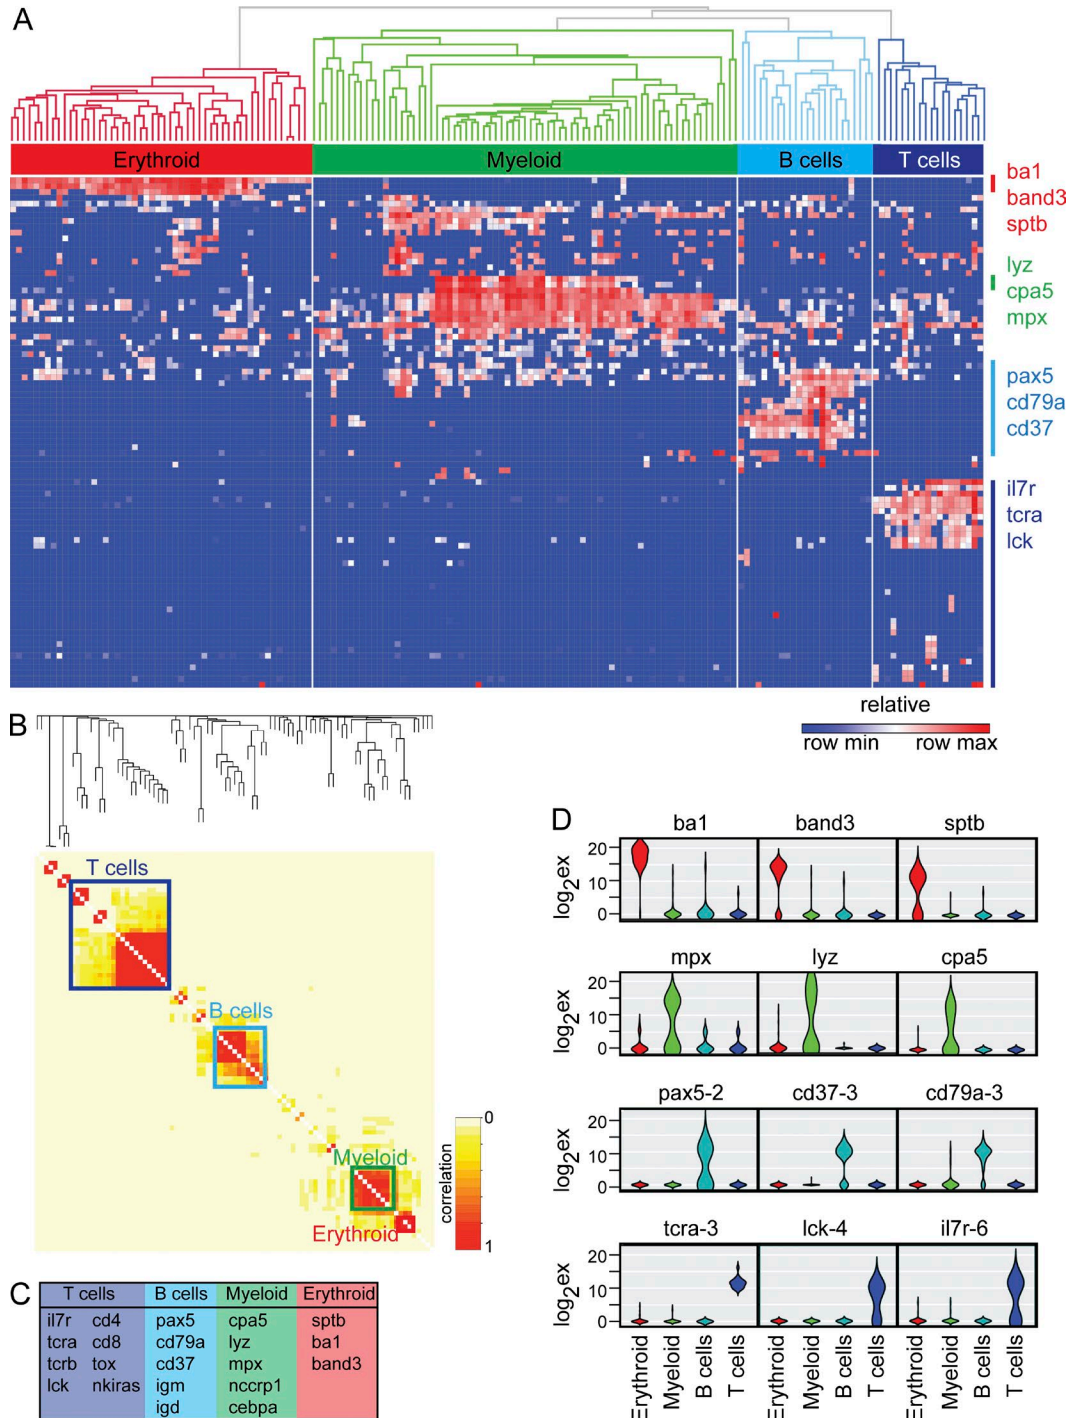 A
Erythroid
Myeloid
B cells
T cells
ba1
band3
sptb
lyz
cpa5
mpx
pax5
cd79a
cd37
il7r
tcra
lck
relative
row min
row max
B
T cells
B cells
Myeloid
Erythroid
0
correlation
1
C
T cells B cells Myeloid Erythroid
il7r cd4 pax5 cpa5 sptb
tcra cd8 cd79a lyz ba1
tcrb tox cd37 mpx band3
lck nkiras igm nccrp1
igd cebpa
D
ba1 band3 sptb
20
10
0
log2ex
mpx lyz cpa5
20
10
0
log2ex
pax5-2 cd37-3 cd79a-3
20
10
0
log2ex
tcra-3 lck-4 il7r-6
20
10
0
log2ex
Erythroid Myeloid B cells T cells Erythroid Myeloid B cells T cells Erythroid Myeloid B cells T cells